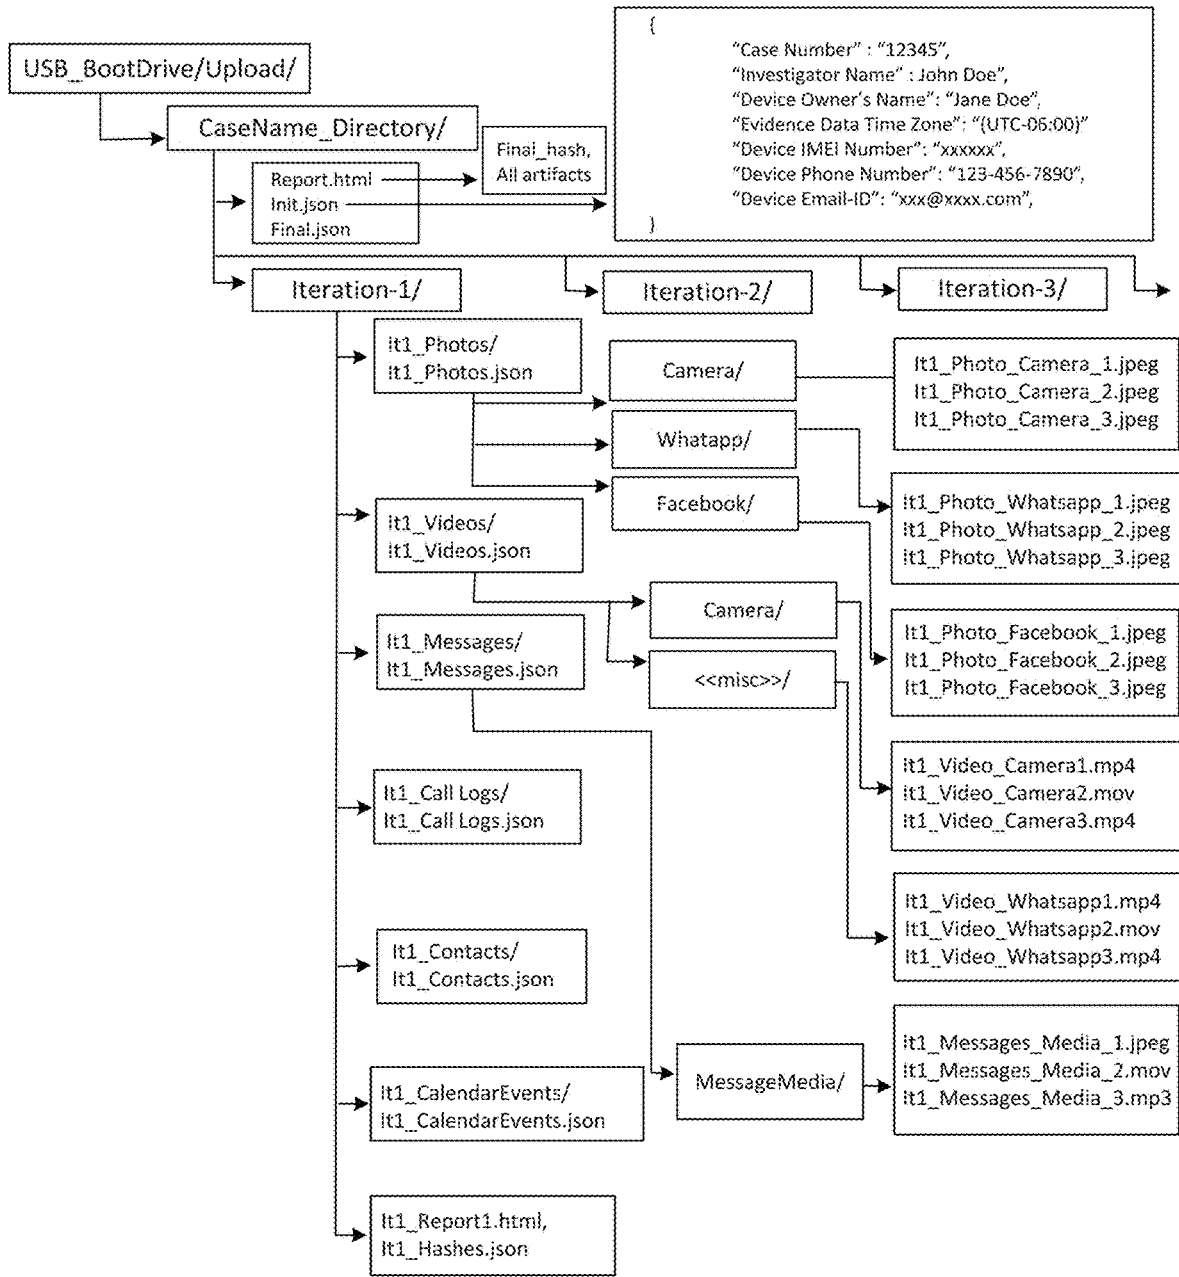 USB_BootDrive/Upload/
CaseName_Directory/
Report.html
Init.json
Final.json
Final_hash,
All artifacts
{
"Case Number" : "12345",
"Investigator Name" : John Doe",
"Device Owner's Name": "Jane Doe",
"Evidence Data Time Zone": "(UTC-06:00)"
"Device IMEI Number": "xxxxxx",
"Device Phone Number": "123-456-7890",
"Device Email-ID": "xxx@xxxx.com",
}
Iteration-1/
Iteration-2/
Iteration-3/
It1_Photos/
It1_Photos.json
Camera/
It1_Photo_Camera_1.jpeg
It1_Photo_Camera_2.jpeg
It1_Photo_Camera_3.jpeg
Whatapp/
It1_Photo_Whatsapp_1.jpeg
It1_Photo_Whatsapp_2.jpeg
It1_Photo_Whatsapp_3.jpeg
Facebook/
It1_Photo_Facebook_1.jpeg
It1_Photo_Facebook_2.jpeg
It1_Photo_Facebook_3.jpeg
It1_Videos/
It1_Videos.json
Camera/
It1_Video_Camera1.mp4
It1_Video_Camera2.mov
It1_Video_Camera3.mp4
<<misc>>/
It1_Video_Whatsapp1.mp4
It1_Video_Whatsapp2.mov
It1_Video_Whatsapp3.mp4
It1_Messages/
It1_Messages.json
MessageMedia/
It1_Messages_Media_1.jpeg
It1_Messages_Media_2.mov
It1_Messages_Media_3.mp3
It1_Call Logs/
It1_Call Logs.json
It1_Contacts/
It1_Contacts.json
It1_CalendarEvents/
It1_CalendarEvents.json
It1_Report1.html,
It1_Hashes.json